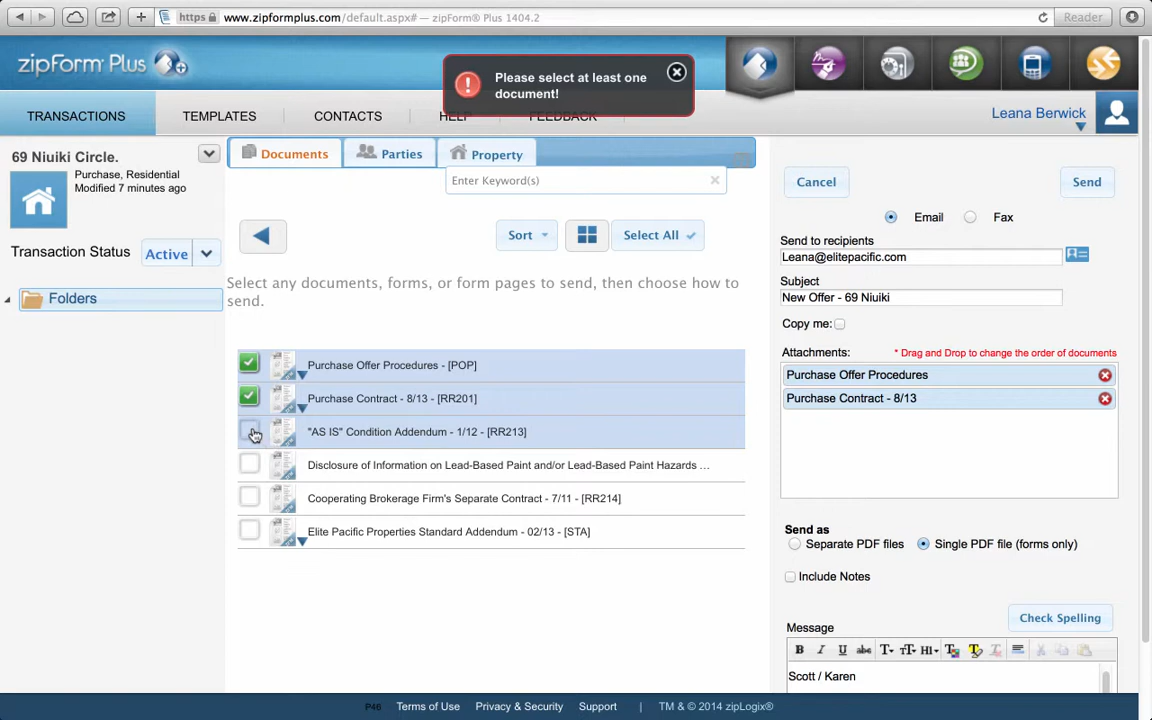 https www.zipformplus.com/default.aspx# — zipForm® Plus 1404.2
Reader
zipForm® Plus
Please select at least one
document!
TRANSACTIONS TEMPLATES CONTACTS HELP FEEDBACK
Leana Berwick
69 Niuiki Circle.
Purchase, Residential
Modified 7 minutes ago
Transaction Status Active
Folders
Documents Parties Property
Enter Keyword(s)
Sort Select All
Select any documents, forms, or form pages to send, then choose how to
send.
Purchase Offer Procedures - [POP]
Purchase Contract - 8/13 - [RR201]
"AS IS" Condition Addendum - 1/12 - [RR213]
Disclosure of Information on Lead-Based Paint and/or Lead-Based Paint Hazards ...
Cooperating Brokerage Firm's Separate Contract - 7/11 - [RR214]
Elite Pacific Properties Standard Addendum - 02/13 - [STA]
Cancel Send
Email Fax
Send to recipients
Leana@elitepacific.com
Subject
New Offer - 69 Niuiki
Copy me:
Attachments: * Drag and Drop to change the order of documents
Purchase Offer Procedures
Purchase Contract - 8/13
Send as
Separate PDF files Single PDF file (forms only)
Include Notes
Check Spelling
Message
B I U abc T TT HI T T
Scott / Karen
P46 Terms of Use Privacy & Security Support | TM & © 2014 zipLogix®